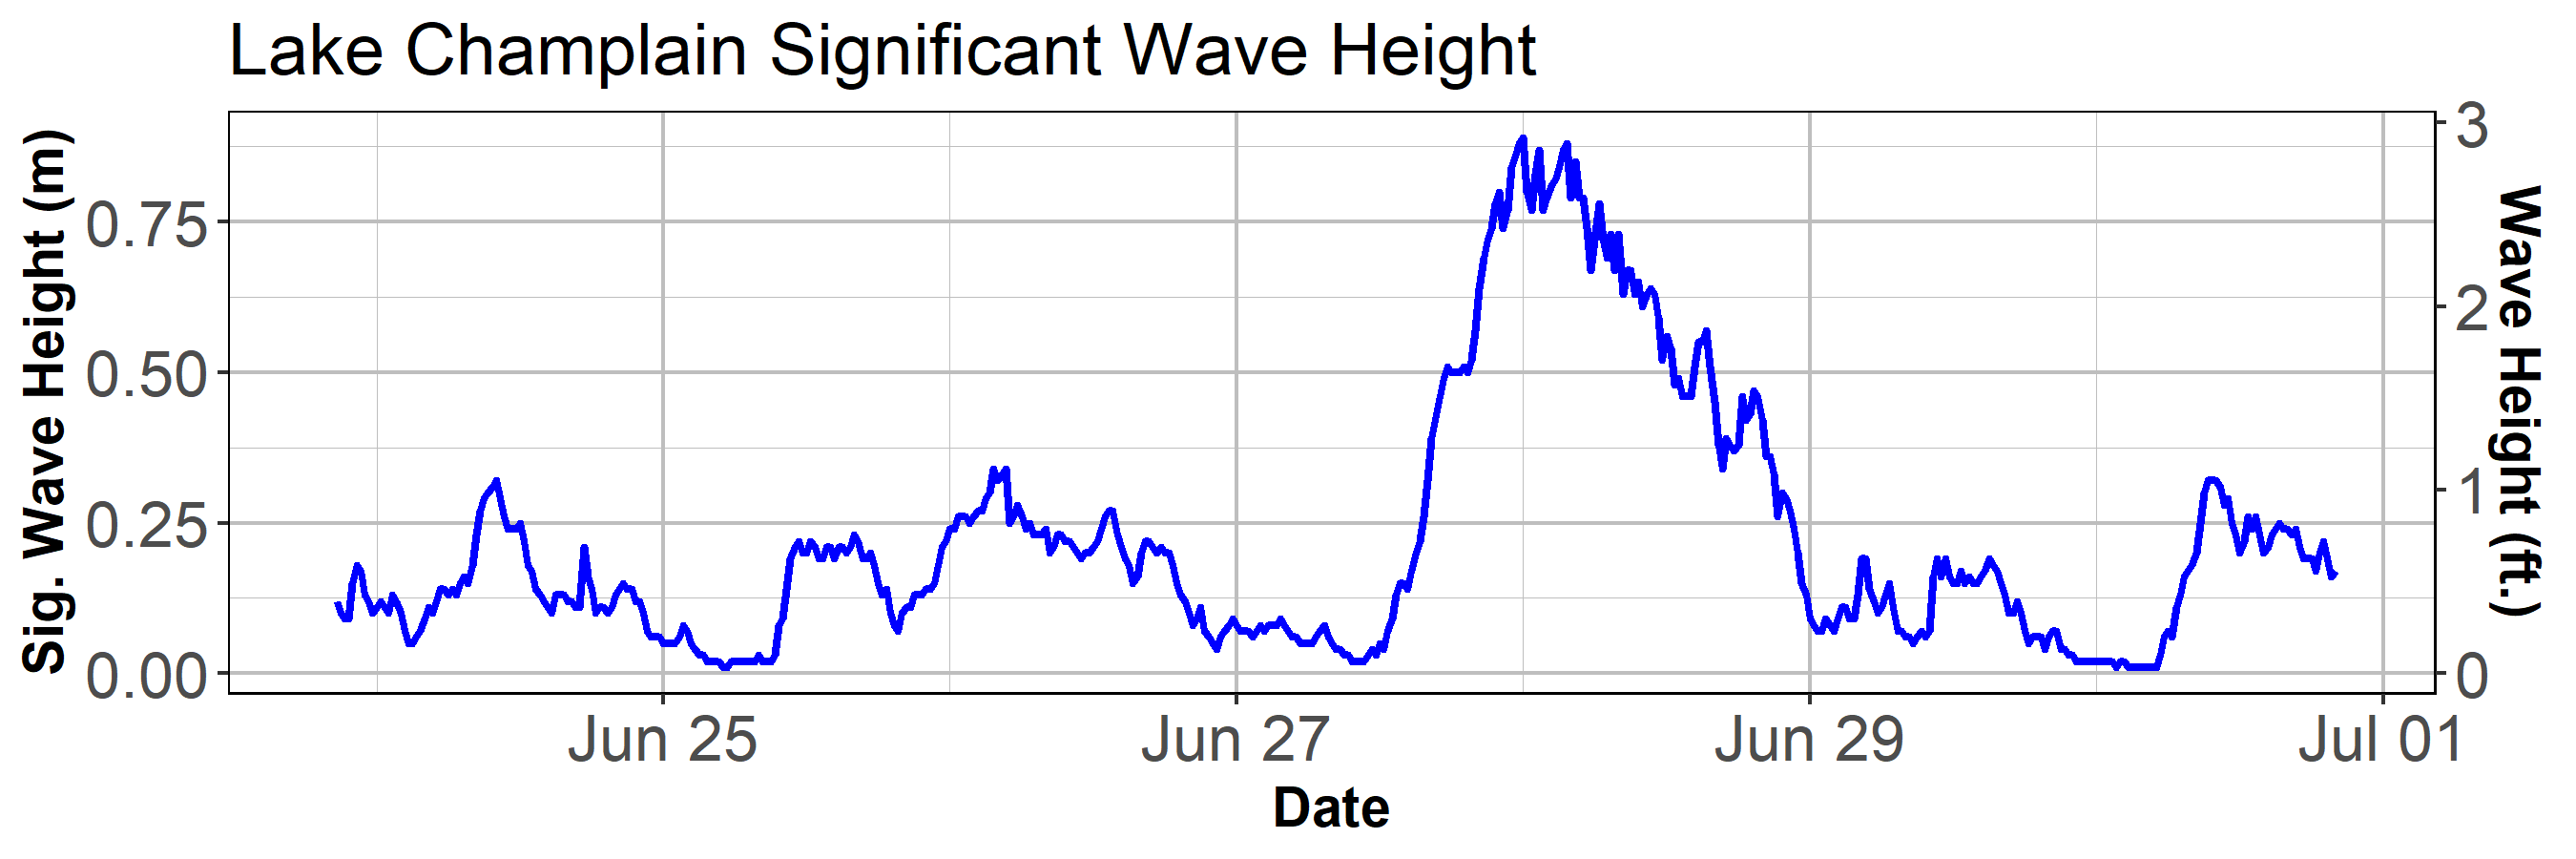 Lake Champlain Significant Wave Height
Sig. Wave Height (m)
0.75
0.50
0.25
0.00
3
2
1
0
Wave Height (ft.)
Jun 25
Jun 27
Jun 29
Jul 01
Date